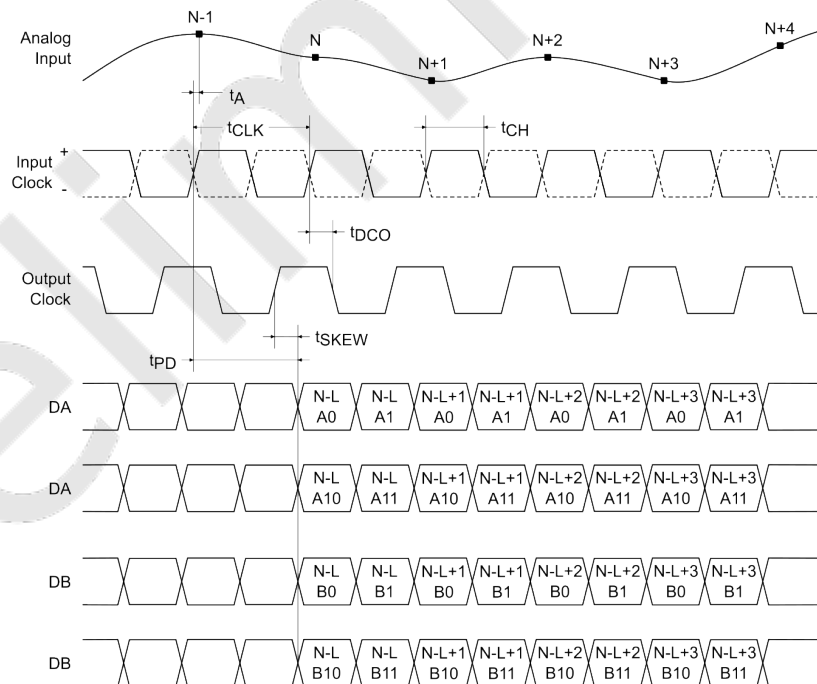 N-1
N
N+1
N+2
N+3
N+4
Analog
Input
tA
tCLK
tCH
Input
Clock
+
-
tDCO
Output
Clock
tSKEW
tPD
DA
N-L N-L N-L+1 N-L+1 N-L+2 N-L+2 N-L+3 N-L+3
A0 A1 A0 A1 A0 A1 A0 A1
DA
N-L N-L N-L+1 N-L+1 N-L+2 N-L+2 N-L+3 N-L+3
A10 A11 A10 A11 A10 A11 A10 A11
DB
N-L N-L N-L+1 N-L+1 N-L+2 N-L+2 N-L+3 N-L+3
B0 B1 B0 B1 B0 B1 B0 B1
DB
N-L N-L N-L+1 N-L+1 N-L+2 N-L+2 N-L+3 N-L+3
B10 B11 B10 B11 B10 B11 B10 B11
elimi